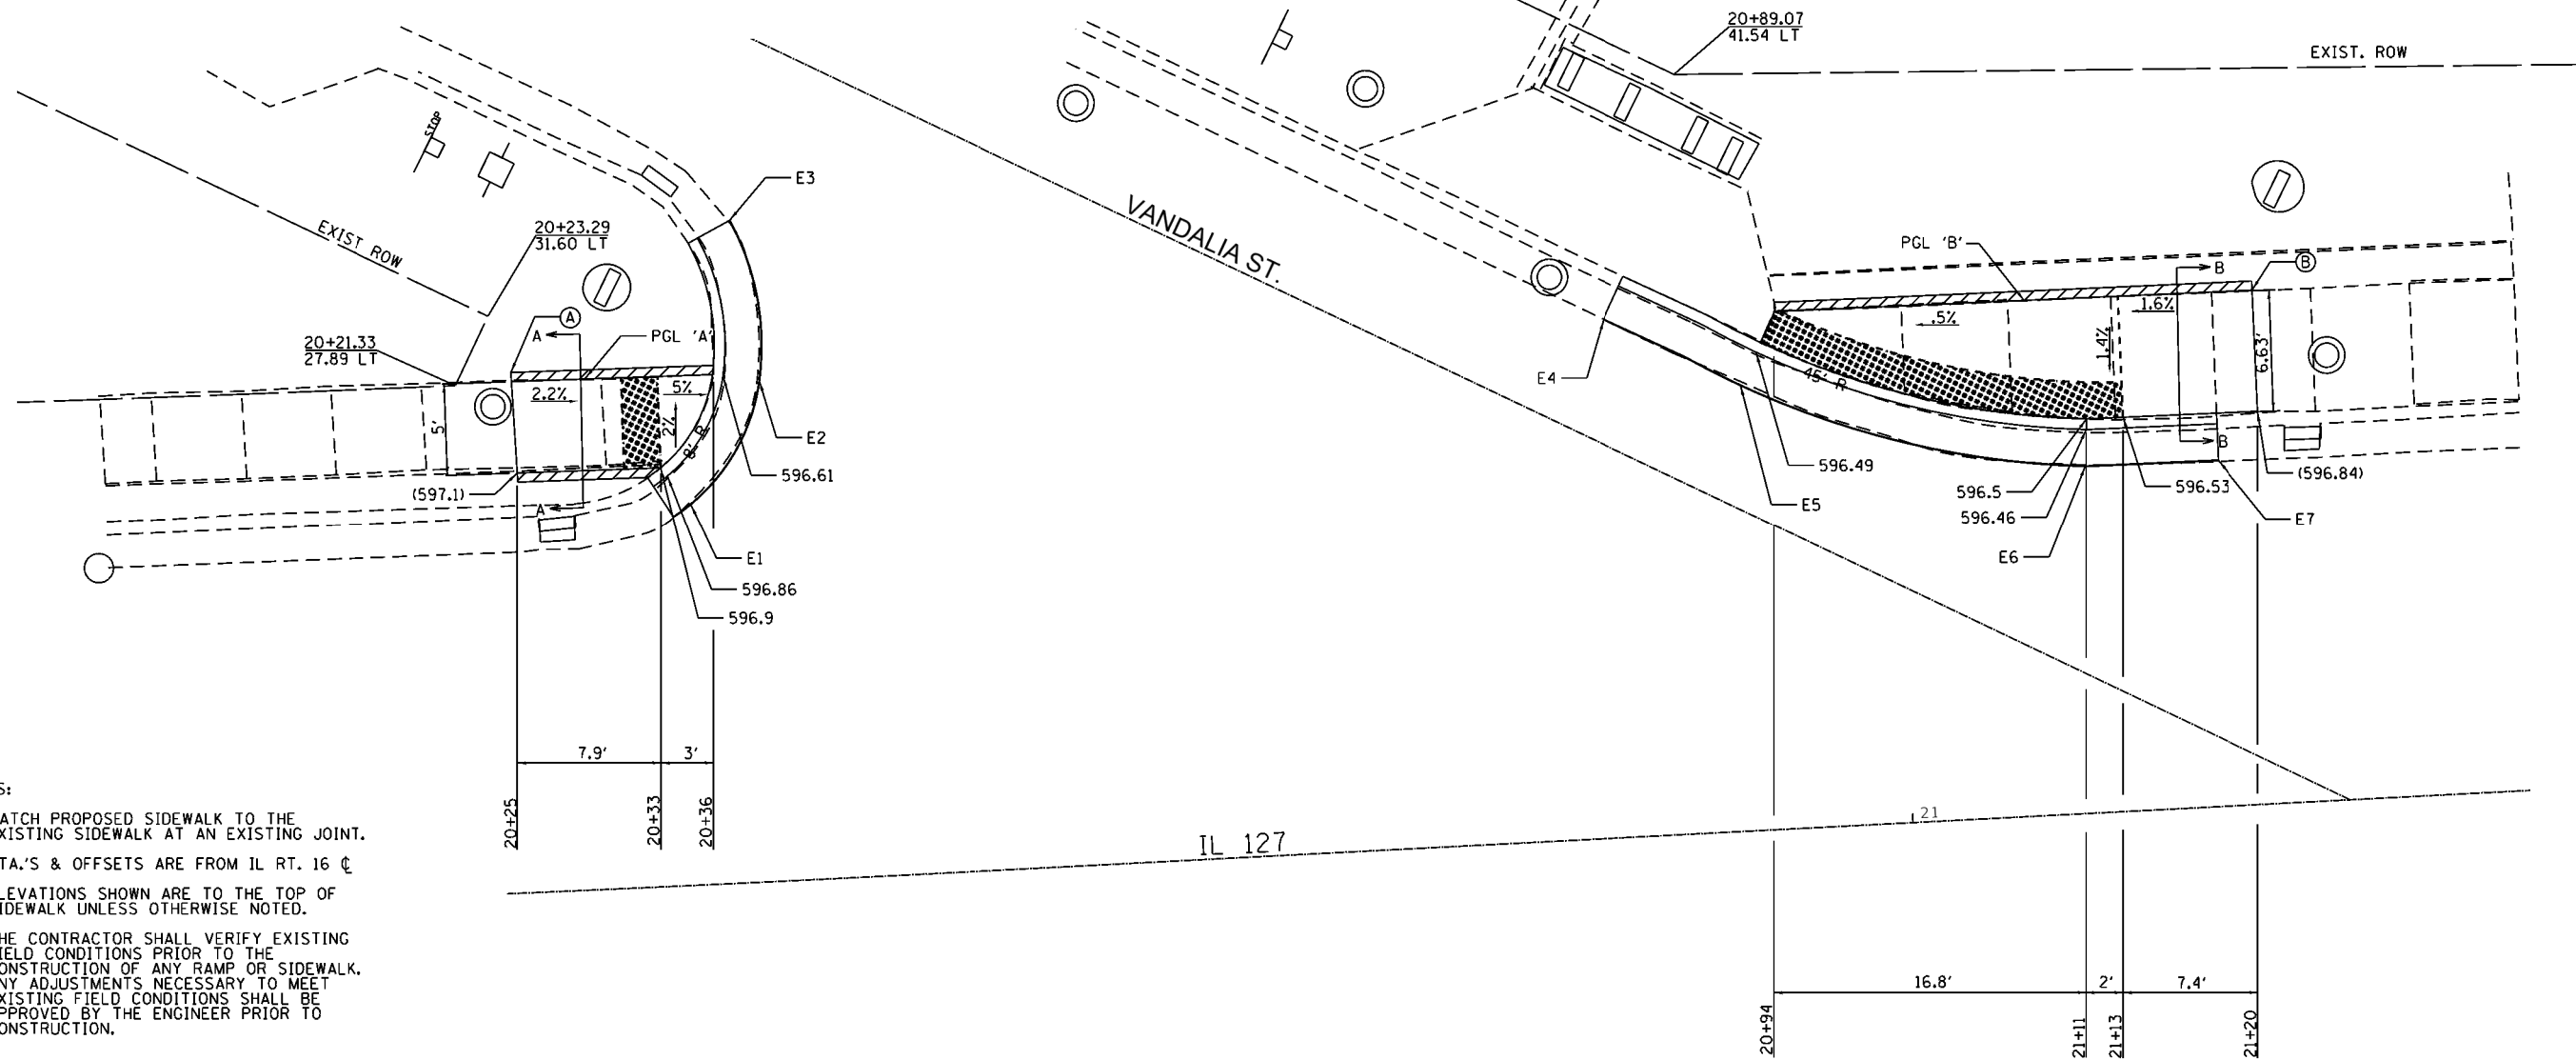 20+89.07
41.54 LT
EXIST. ROW
STOP
E3
EXIST ROW
20+23.29
31.60 LT
VANDALIA ST.
PGL 'B'
B
B
A
A
PGL 'A'
20+21.33
27.89 LT
1.6%
.5%
1.4%
6.63'
E4
45' R
2.2%
5%
2%
5'
8' R
E2
596.61
596.49
(597.1)
A
B
596.5
596.53
(596.84)
E5
596.46
E7
E1
E6
596.86
596.9
7.9'
3'
20+25
20+33
20+36
S:
ATCH PROPOSED SIDEWALK TO THE
XISTING SIDEWALK AT AN EXISTING JOINT.
TA.'S & OFFSETS ARE FROM IL RT. 16 ℄
LEVATIONS SHOWN ARE TO THE TOP OF
IDEWALK UNLESS OTHERWISE NOTED.
HE CONTRACTOR SHALL VERIFY EXISTING
IELD CONDITIONS PRIOR TO THE
ONSTRUCTION OF ANY RAMP OR SIDEWALK.
NY ADJUSTMENTS NECESSARY TO MEET
XISTING FIELD CONDITIONS SHALL BE
PPROVED BY THE ENGINEER PRIOR TO
ONSTRUCTION.
IL 127
21
16.8'
2'
7.4'
20+94
21+11
21+13
21+20